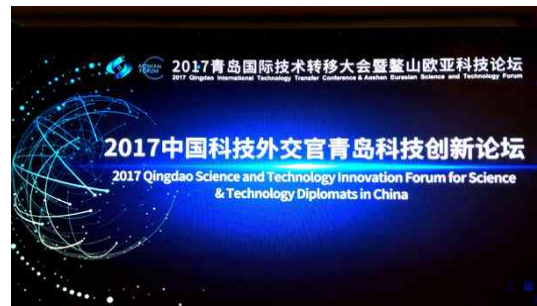 AOSHAN
FORUM
2017青岛国际技术转移大会暨鳌山欧亚科技论坛
2017 Qingdao International Technology Transfer Conference & Aoshan Eurasian Science and Technology Forum
2017中国科技外交官青岛科技创新论坛
2017 Qingdao Science and Technology Innovation Forum for Science
& Technology Diplomats in China